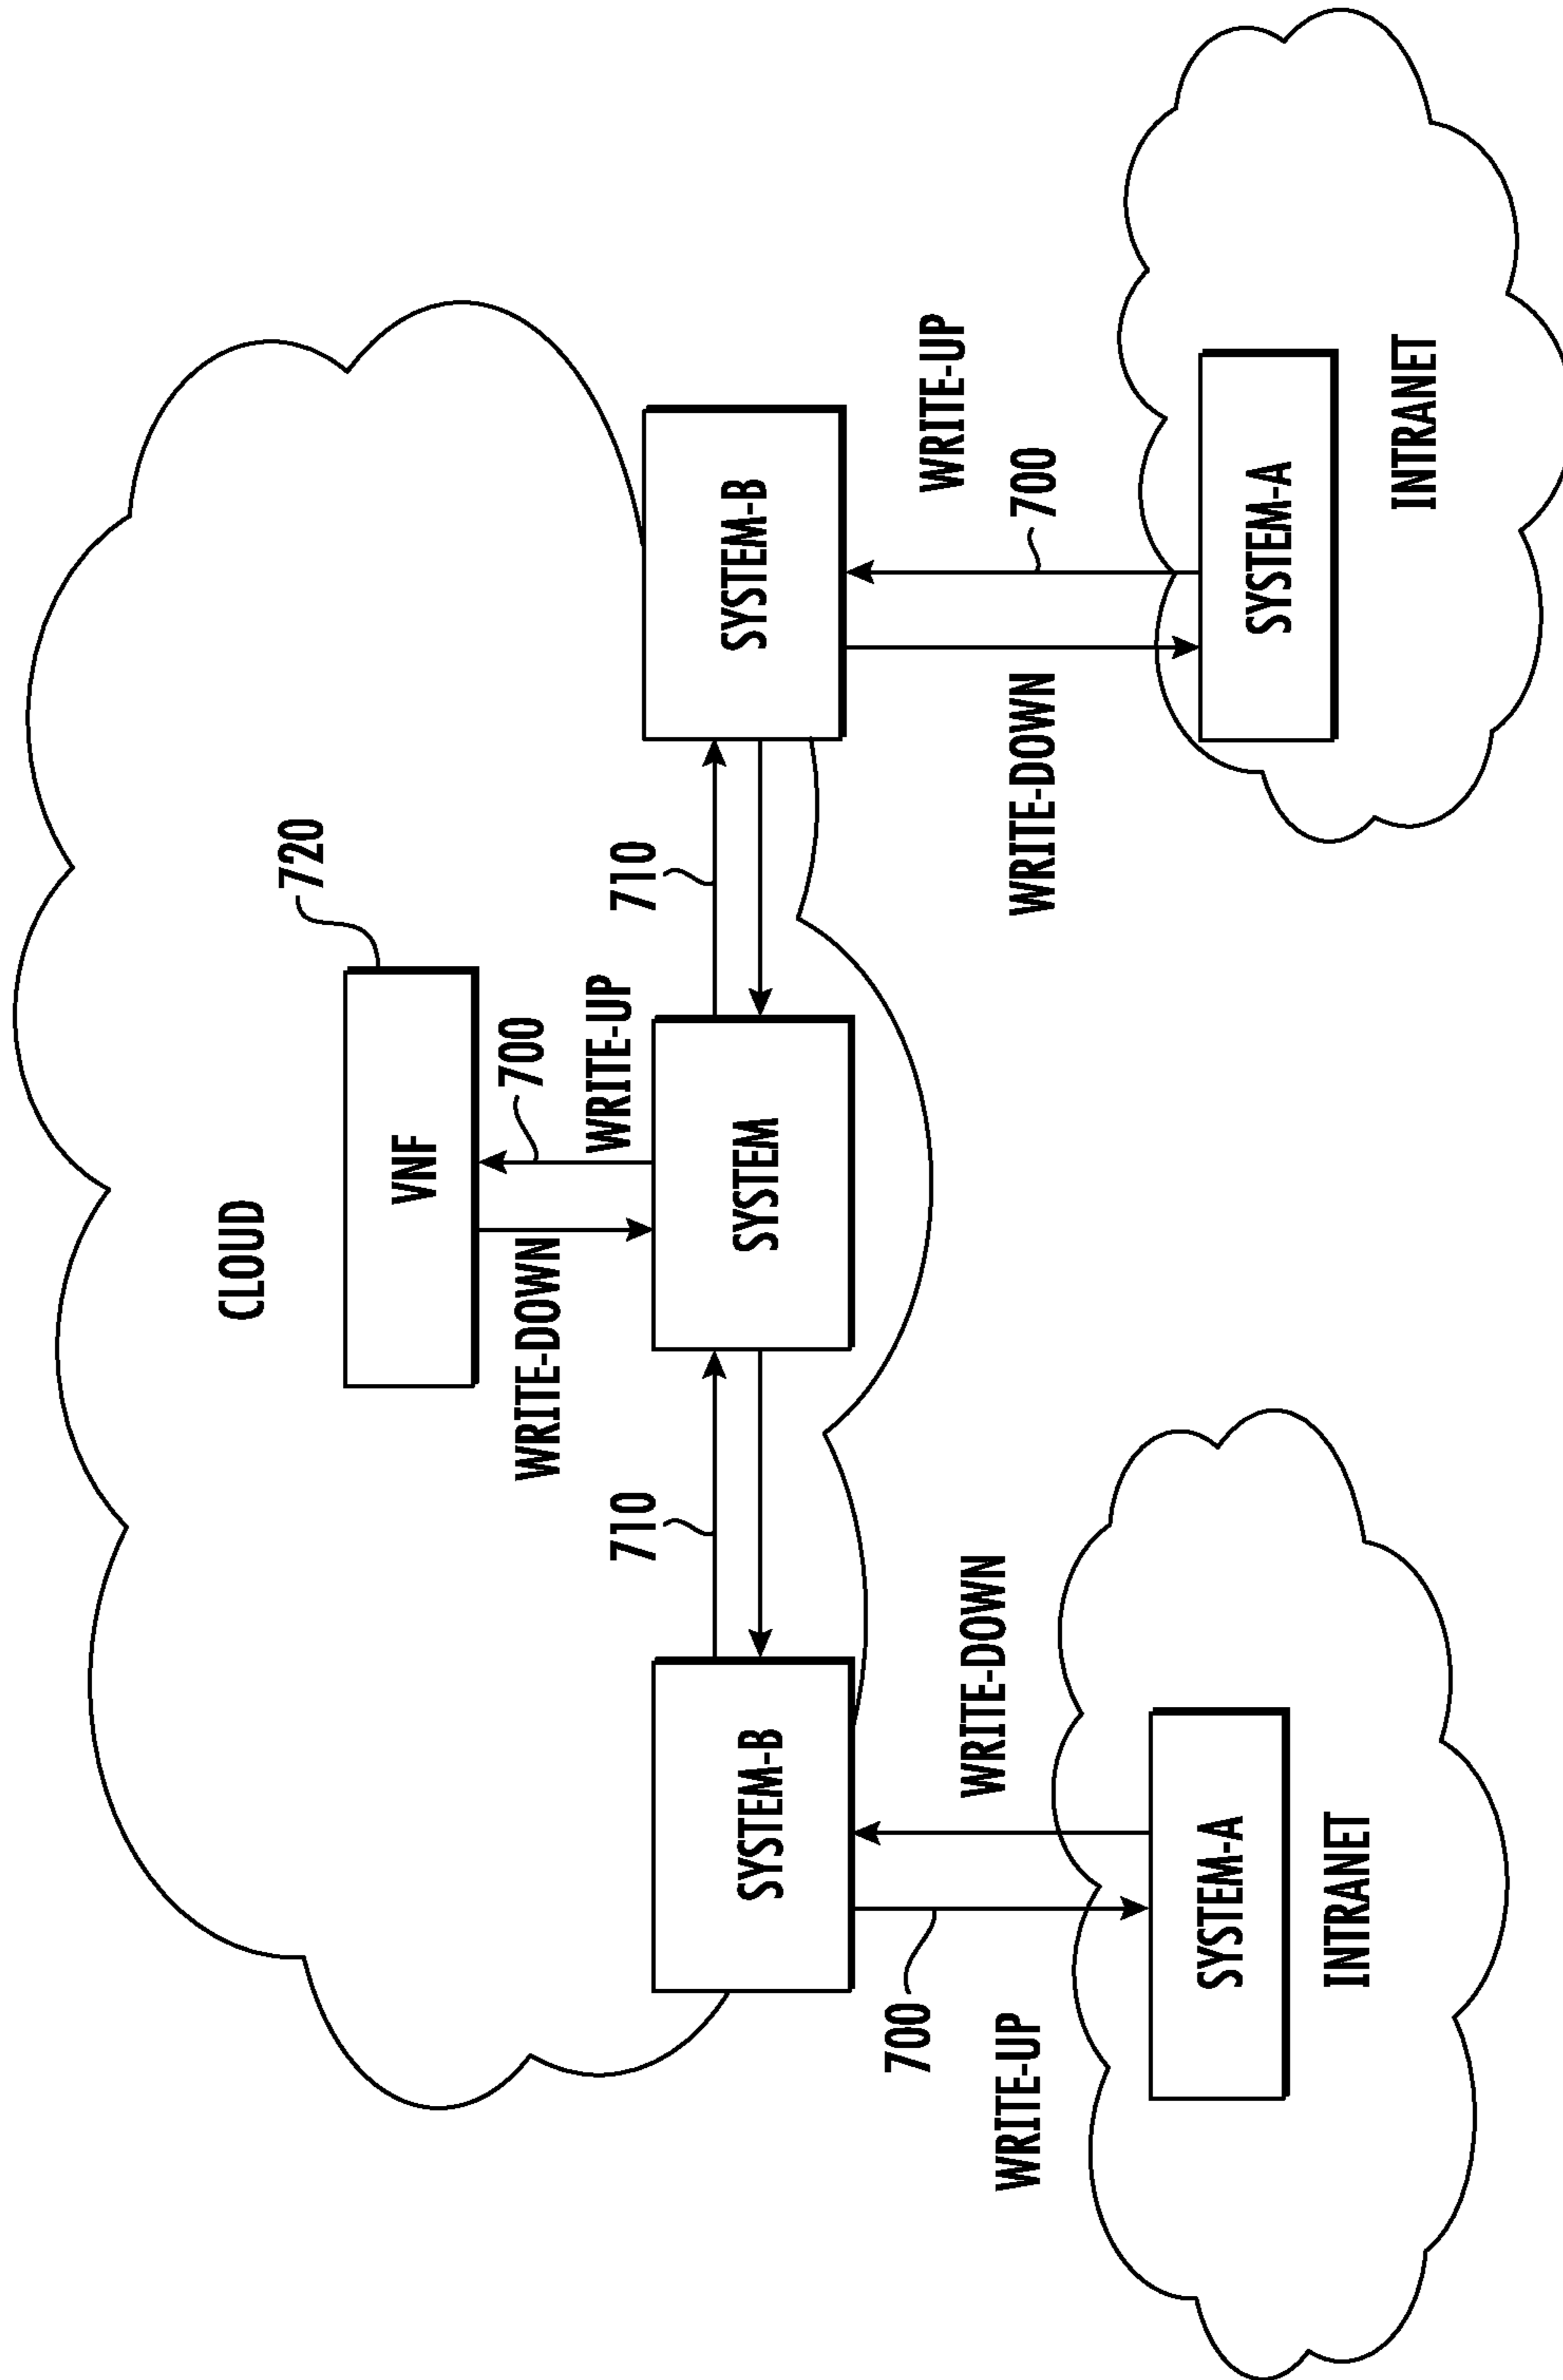 CLOUD
720
VNF
WRITE-DOWN
700
WRITE-UP
710
710
SYSTEM-B
SYSTEM
SYSTEM-B
700
WRITE-UP
WRITE-DOWN
WRITE-UP
WRITE-DOWN
700
SYSTEM-A
SYSTEM-A
INTRANET
INTRANET